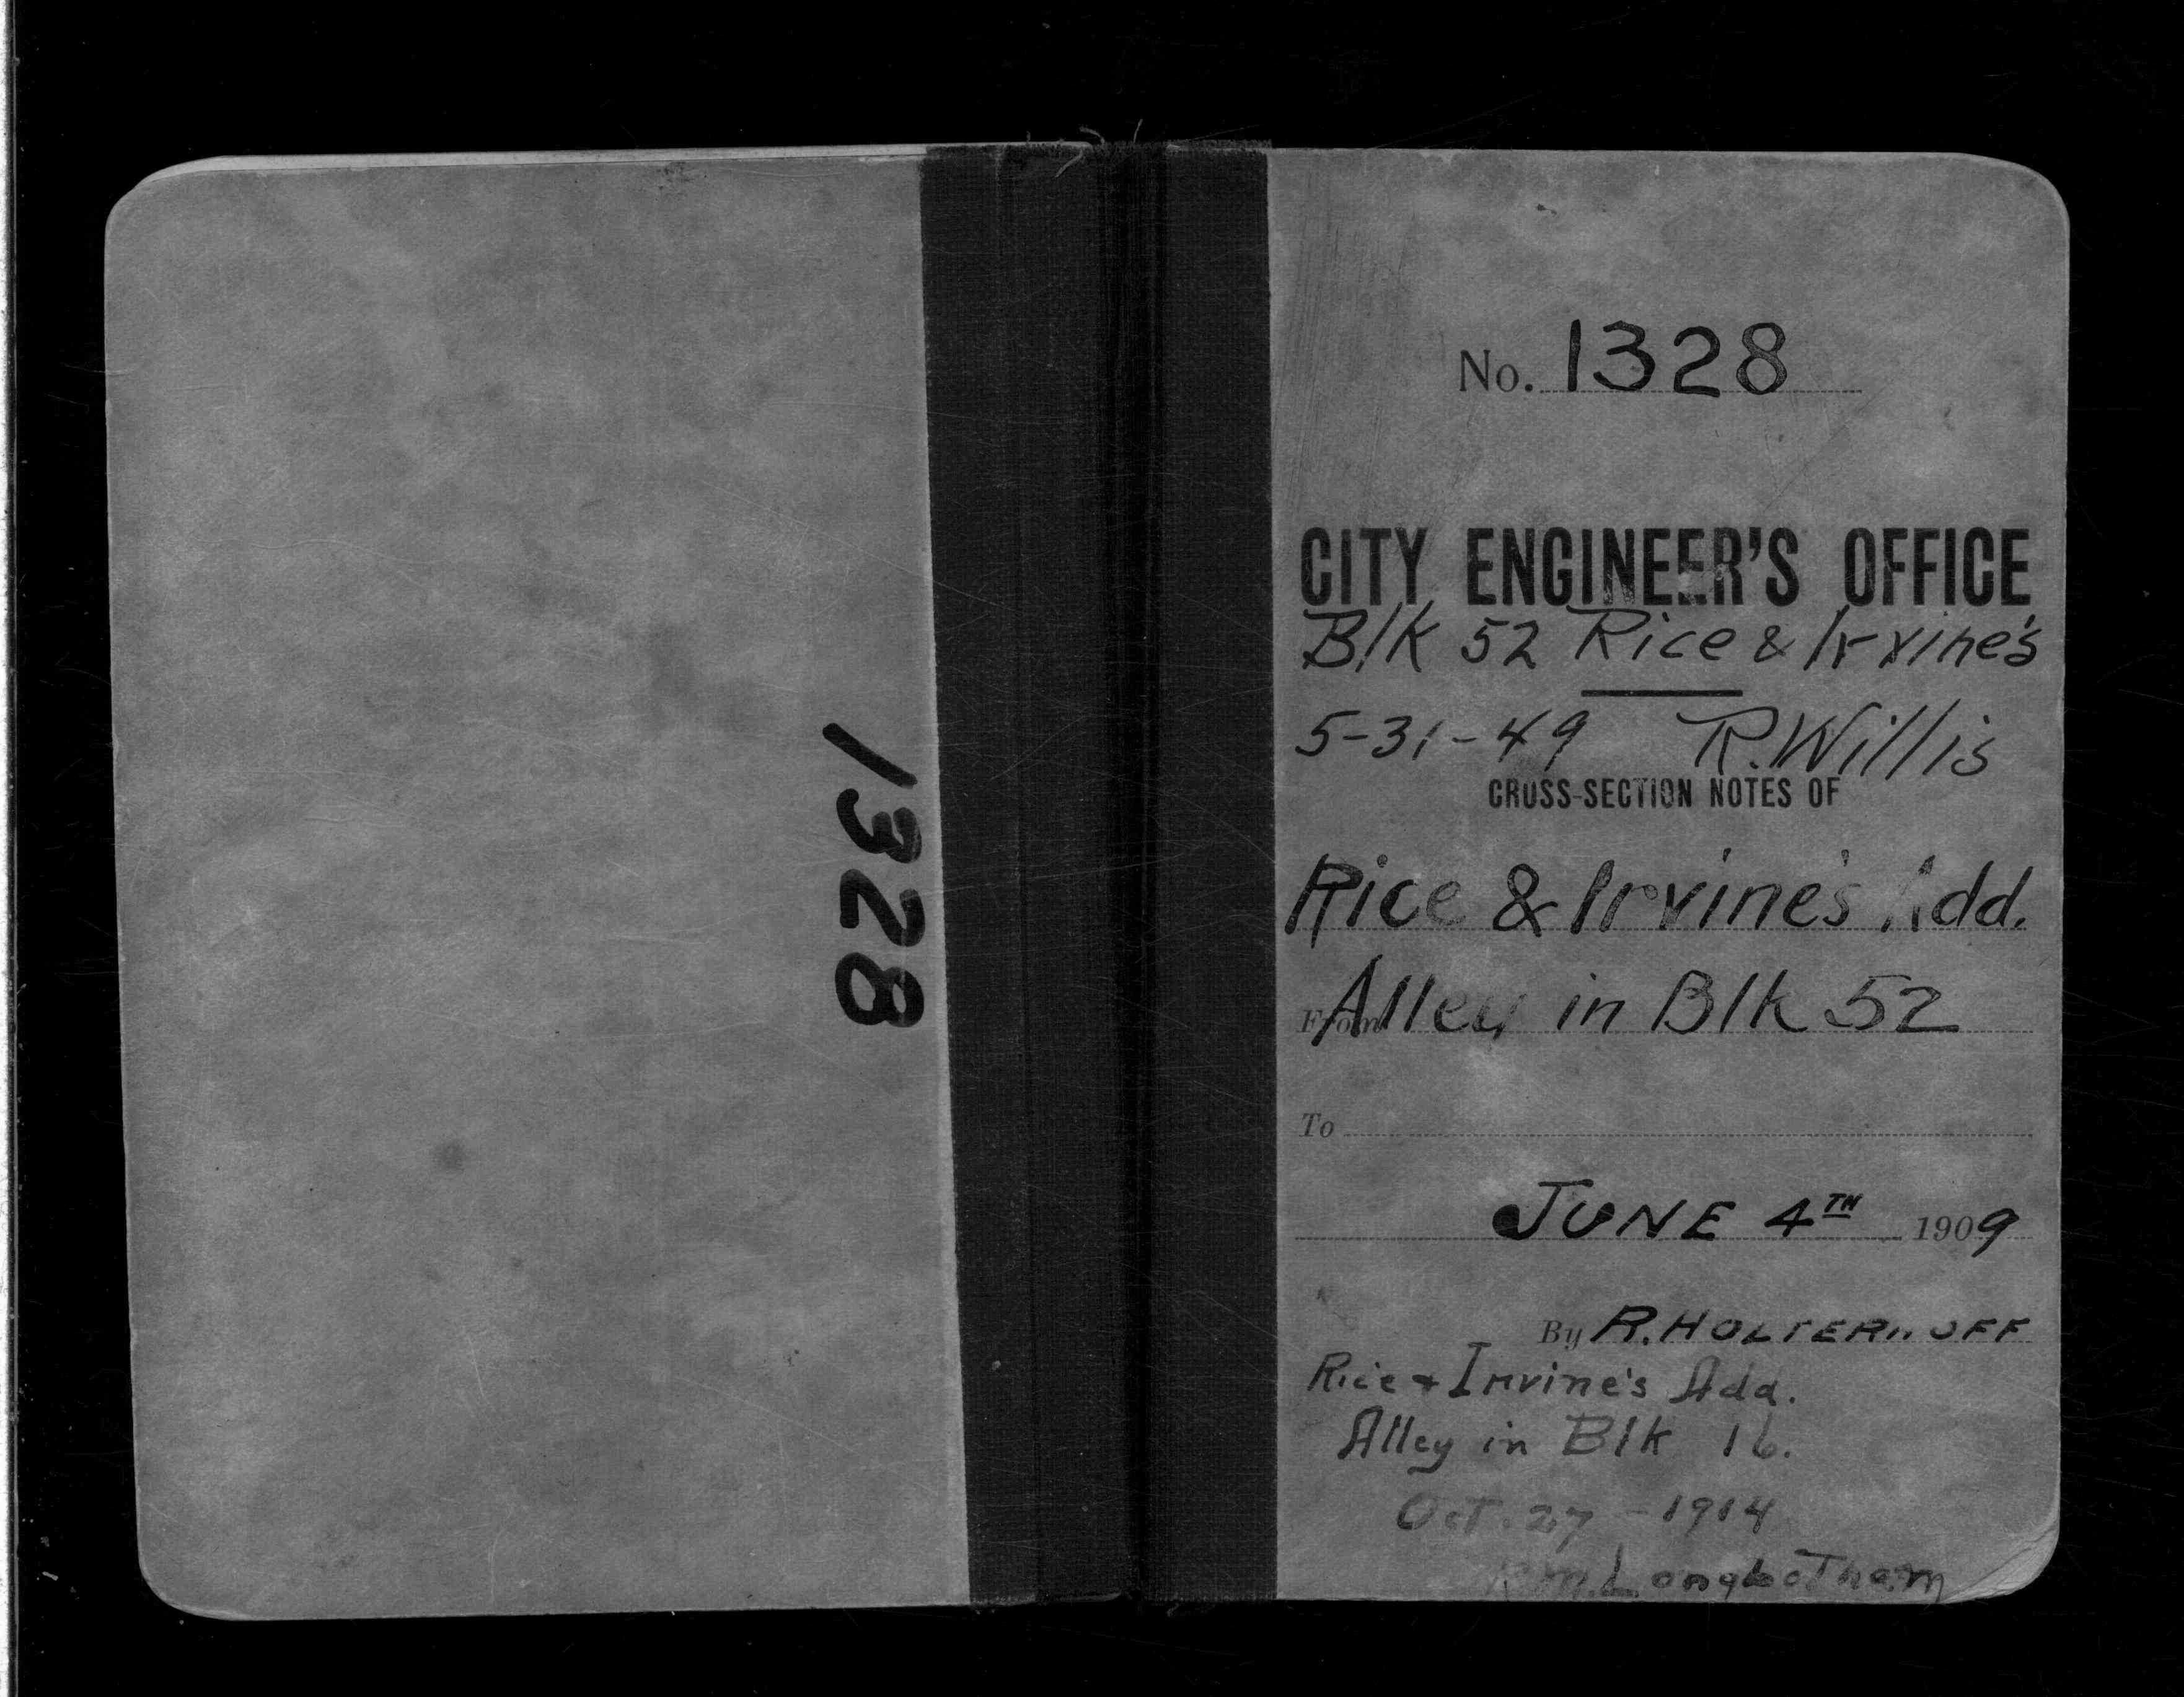 1328
No. 1328
CITY ENGINEER'S OFFICE
Blk 52 Rice & Irvine's
5-31-49 R. Willis
CROSS-SECTION NOTES OF
Rice & Irvine's Add.
From Alley in Blk 52
To
JUNE 4TH 1909
By R. HOLTERHOFF
Rice & Irvine's Add.
Alley in Blk 16.
Oct. 27 - 1914
Longbotham